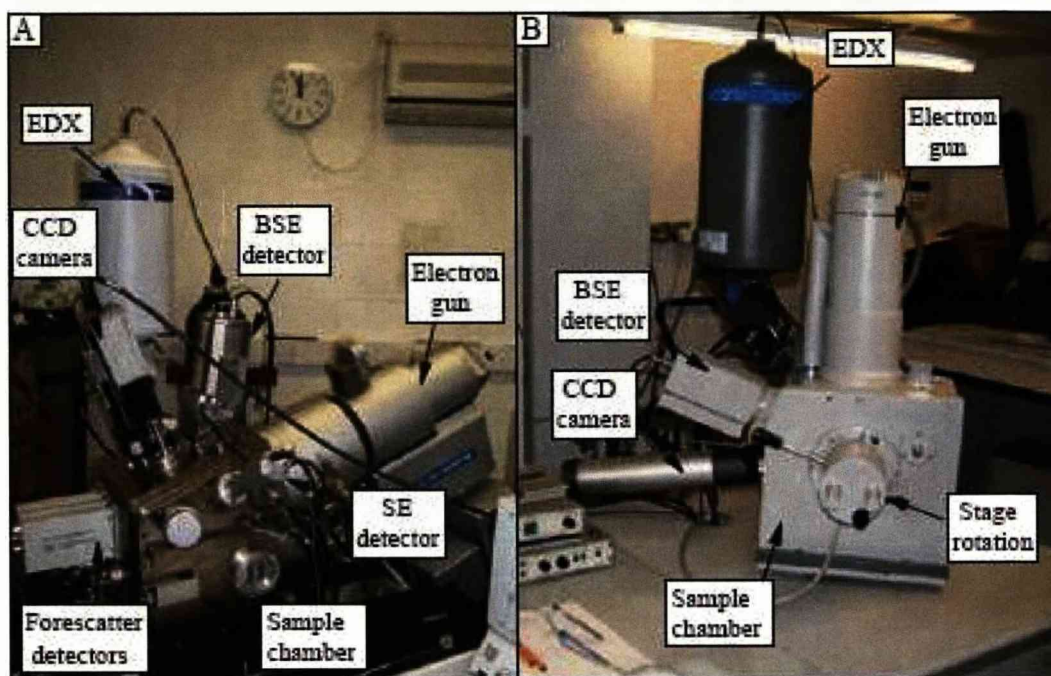 A
EDX
CCD
camera
BSE
detector
Electron
gun
SE
detector
Forescatter
detectors
Sample
chamber
B
EDX
Electron
gun
BSE
detector
CCD
camera
Stage
rotation
Sample
chamber